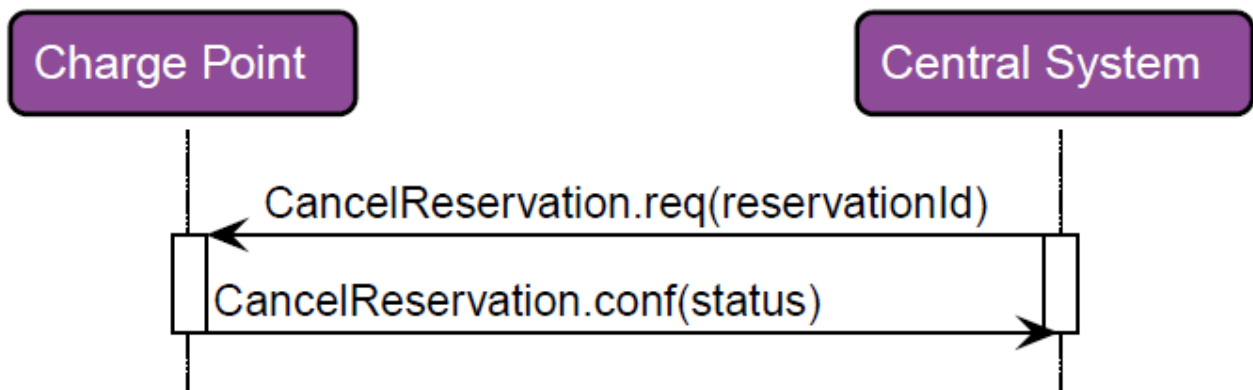 Charge Point
Central System
CancelReservation.req(reservationId)
CancelReservation.conf(status)